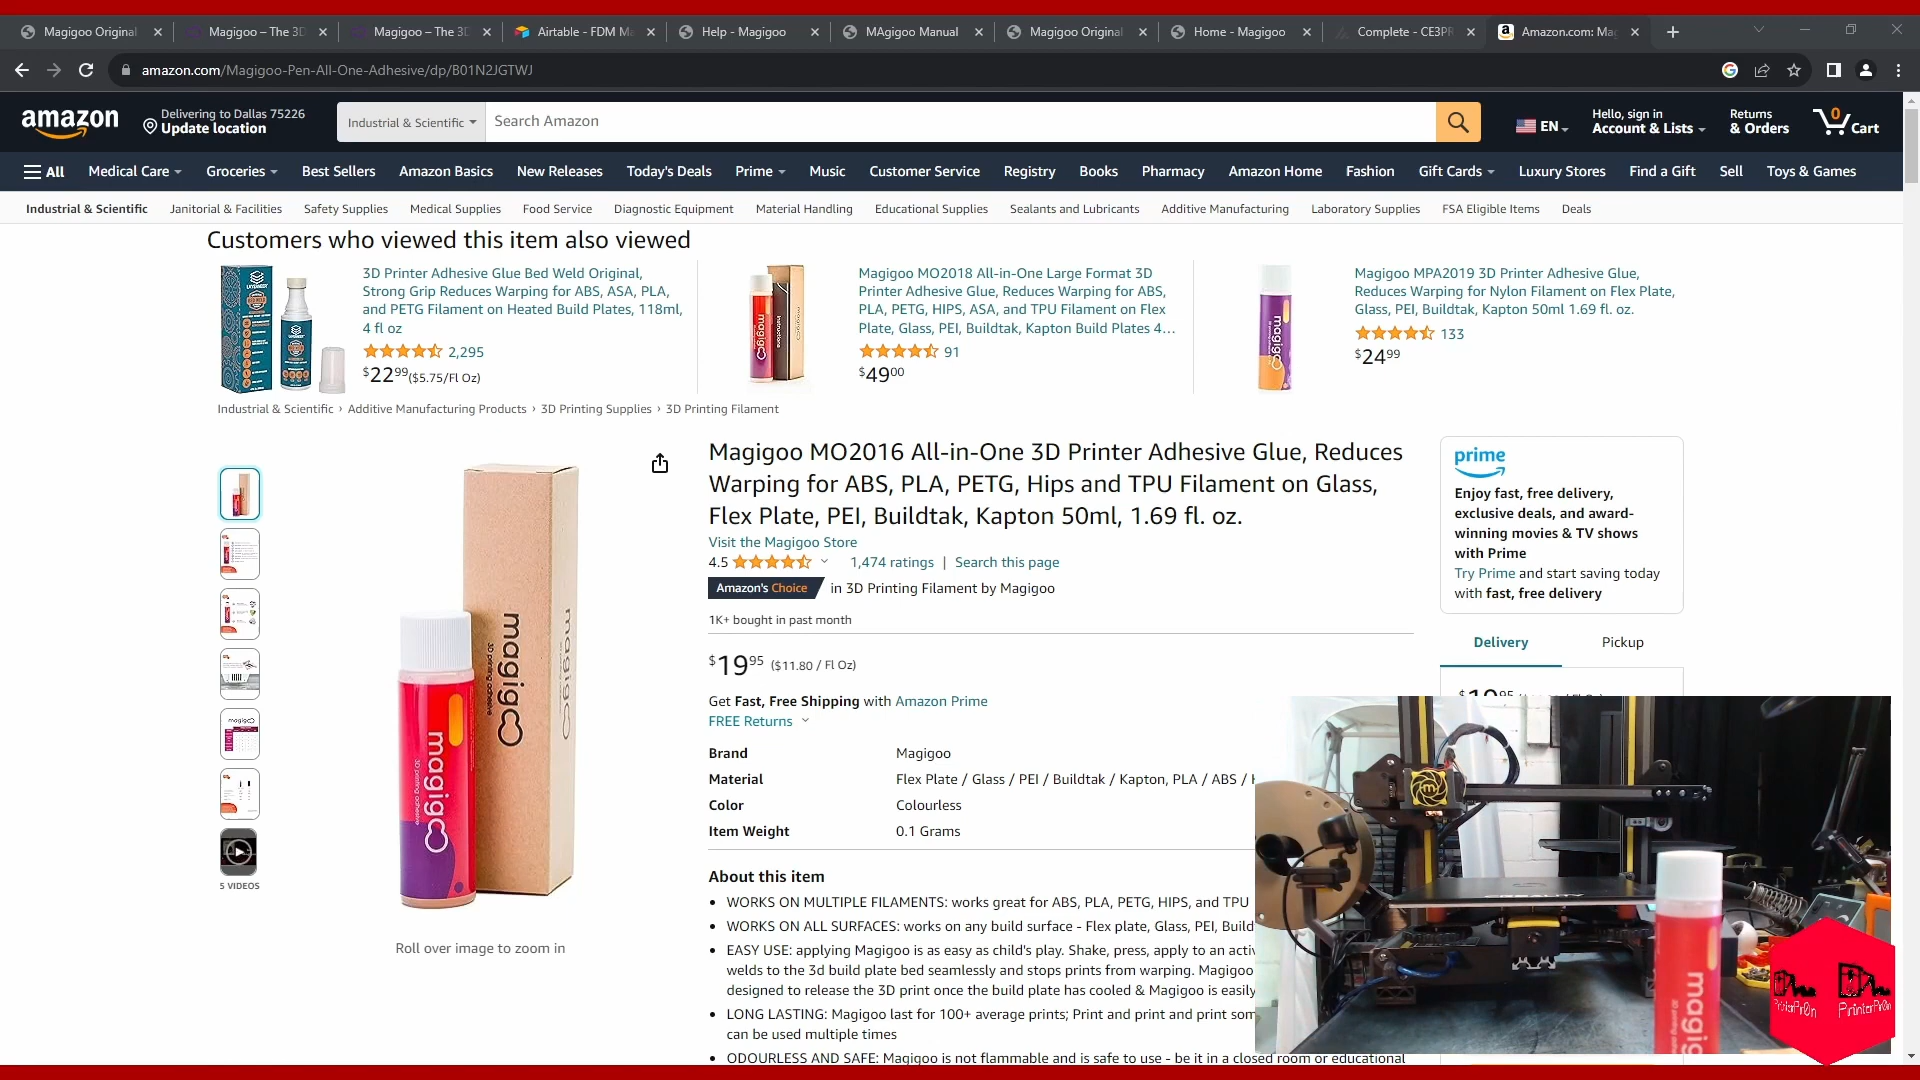 Magigoo Original
Magigoo – The 3D
Magigoo – The 3D
Airtable - FDM Ma
Help - Magigoo
MAgigoo Manual
Magigoo Original
Home - Magigoo
Complete - CE3PR
Amazon.com: Mag
amazon.com/Magigoo-Pen-All-One-Adhesive/dp/B01N2JGTWJ
amazon
Delivering to Dallas 75226
Update location
Industrial & Scientific
Search Amazon
EN
Hello, sign in
Account & Lists
Returns
& Orders
0
Cart
All
Medical Care
Groceries
Best Sellers
Amazon Basics
New Releases
Today's Deals
Prime
Music
Customer Service
Registry
Books
Pharmacy
Amazon Home
Fashion
Gift Cards
Luxury Stores
Find a Gift
Sell
Toys & Games
Industrial & Scientific
Janitorial & Facilities
Safety Supplies
Medical Supplies
Food Service
Diagnostic Equipment
Material Handling
Educational Supplies
Sealants and Lubricants
Additive Manufacturing
Laboratory Supplies
FSA Eligible Items
Deals
Customers who viewed this item also viewed
3D Printer Adhesive Glue Bed Weld Original,
Strong Grip Reduces Warping for ABS, ASA, PLA,
and PETG Filament on Heated Build Plates, 118ml,
4 fl oz
2,295
$22.99($5.75/Fl Oz)
Magigoo MO2018 All-in-One Large Format 3D
Printer Adhesive Glue, Reduces Warping for ABS,
PLA, PETG, HIPS, ASA, and TPU Filament on Flex
Plate, Glass, PEI, Buildtak, Kapton Build Plates 4…
91
$49.00
Magigoo MPA2019 3D Printer Adhesive Glue,
Reduces Warping for Nylon Filament on Flex Plate,
Glass, PEI, Buildtak, Kapton 50ml 1.69 fl. oz.
133
$24.99
Industrial & Scientific › Additive Manufacturing Products › 3D Printing Supplies › 3D Printing Filament
magigoo
3D printing adhesive
magigoo
magigoo
3D printing adhesive
5 VIDEOS
Roll over image to zoom in
Magigoo MO2016 All-in-One 3D Printer Adhesive Glue, Reduces
Warping for ABS, PLA, PETG, Hips and TPU Filament on Glass,
Flex Plate, PEI, Buildtak, Kapton 50ml, 1.69 fl. oz.
Visit the Magigoo Store
4.5
1,474 ratings | Search this page
Amazon's Choice in 3D Printing Filament by Magigoo
1K+ bought in past month
$19.95 ($11.80 / Fl Oz)
Get Fast, Free Shipping with Amazon Prime
FREE Returns
Brand Magigoo
Material Flex Plate / Glass / PEI / Buildtak / Kapton, PLA / ABS /
Color Colourless
Item Weight 0.1 Grams
About this item
• WORKS ON MULTIPLE FILAMENTS: works great for ABS, PLA, PETG, HIPS, and TPU
• WORKS ON ALL SURFACES: works on any build surface - Flex plate, Glass, PEI, Build
• EASY USE: applying Magigoo is as easy as child's play. Shake, press, apply to an activ
welds to the 3d build plate bed seamlessly and stops prints from warping. Magigoo
designed to release the 3D print once the build plate has cooled & Magigoo is easily
• LONG LASTING: Magigoo last for 100+ average prints; Print and print and print som
can be used multiple times
• ODOURLESS AND SAFE: Magigoo is not flammable and is safe to use - be it in a closed room or educational
prime
Enjoy fast, free delivery,
exclusive deals, and award-
winning movies & TV shows
with Prime
Try Prime and start saving today
with fast, free delivery
Delivery
Pickup
CREALITY
magig
PrinterPr0n
PrinterPr0n